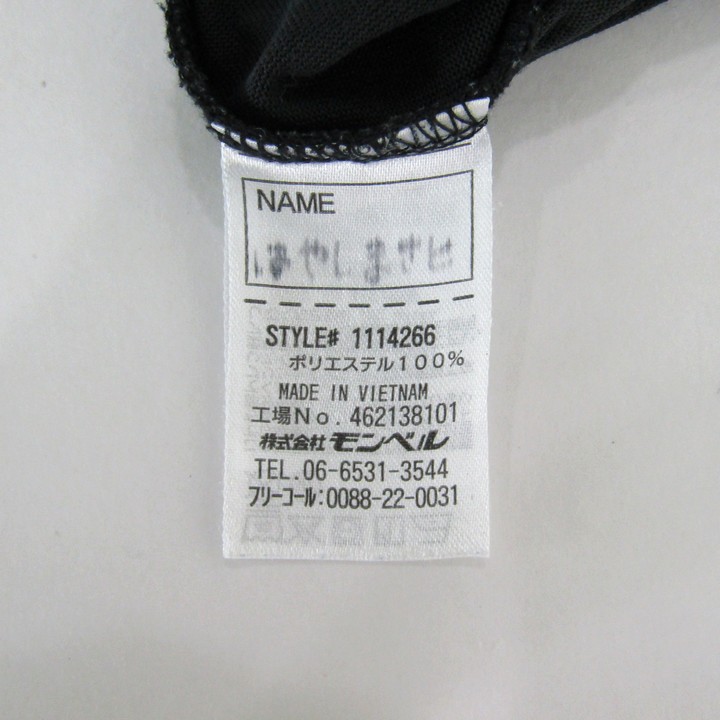 NAME
STYLE# 1114266
ポリエステル100%
MADE IN VIETNAM
工場No. 462138101
株式会社モンベル
TEL. 06-6531-3544
フリーコール:0088-22-0031